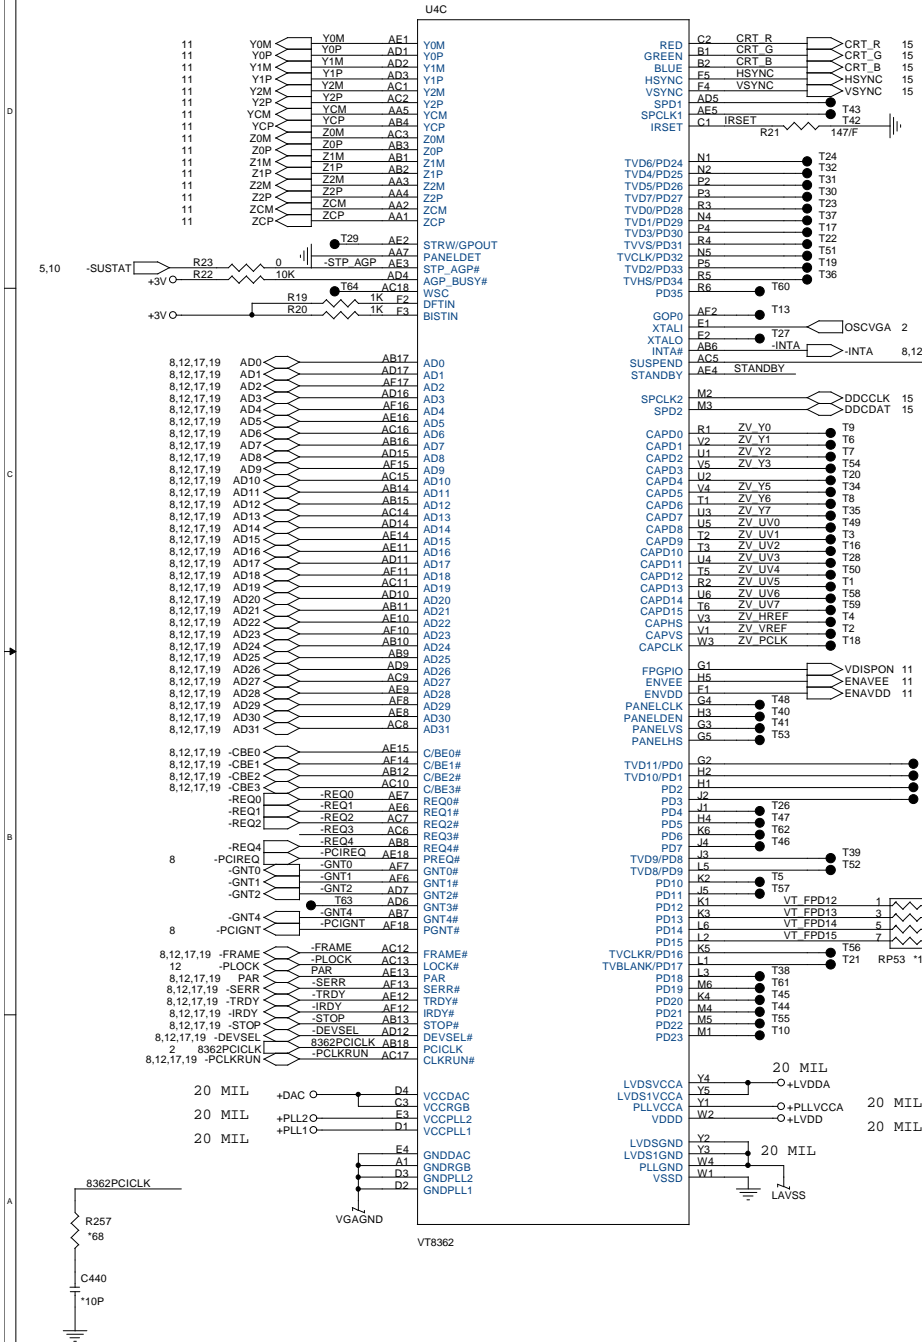 U4C
11 Y0M Y0M AE1 Y0M
11 Y0P Y0P AD1 Y0P
11 Y1M Y1M AD2 Y1M
11 Y1P Y1P AD3 Y1P
11 Y2M Y2M AC1 Y2M
11 Y2P Y2P AC2 Y2P
11 YCM YCM AA5 YCM
11 YCP YCP AB4 YCP
11 Z0M Z0M AC3 Z0M
11 Z0P Z0P AB3 Z0P
11 Z1M Z1M AB1 Z1M
11 Z1P Z1P AB2 Z1P
11 Z2M Z2M AA3 Z2M
11 Z2P Z2P AA4 Z2P
11 ZCM ZCM AA2 ZCM
11 ZCP ZCP AA1 ZCP
T29 AE2 STRW/GPOUT
AA7 PANELDET
5,10 -SUSTAT R23 0 -STP_AGP AE3 STP_AGP#
+3V R22 10K AD4 AGP_BUSY#
T64 AC18 WSC
R19 1K F2 DFTIN
+3V R20 1K F3 BISTIN
8,12,17,19 AD0 AB17 AD0
8,12,17,19 AD1 AD17 AD1
8,12,17,19 AD2 AF17 AD2
8,12,17,19 AD3 AD16 AD3
8,12,17,19 AD4 AF16 AD4
8,12,17,19 AD5 AE16 AD5
8,12,17,19 AD6 AC16 AD6
8,12,17,19 AD7 AB16 AD7
8,12,17,19 AD8 AD15 AD8
8,12,17,19 AD9 AF15 AD9
8,12,17,19 AD10 AC15 AD10
8,12,17,19 AD11 AB14 AD11
8,12,17,19 AD12 AB15 AD12
8,12,17,19 AD13 AC14 AD13
8,12,17,19 AD14 AD14 AD14
8,12,17,19 AD15 AE14 AD15
8,12,17,19 AD16 AE11 AD16
8,12,17,19 AD17 AD11 AD17
8,12,17,19 AD18 AF11 AD18
8,12,17,19 AD19 AC11 AD19
8,12,17,19 AD20 AD10 AD20
8,12,17,19 AD21 AB11 AD21
8,12,17,19 AD22 AE10 AD22
8,12,17,19 AD23 AF10 AD23
8,12,17,19 AD24 AB10 AD24
8,12,17,19 AD25 AB9 AD25
8,12,17,19 AD26 AD9 AD26
8,12,17,19 AD27 AC9 AD27
8,12,17,19 AD28 AE9 AD28
8,12,17,19 AD29 AF8 AD29
8,12,17,19 AD30 AE8 AD30
8,12,17,19 AD31 AC8 AD31
8,12,17,19 -CBE0 AE15 C/BE0#
8,12,17,19 -CBE1 AF14 C/BE1#
8,12,17,19 -CBE2 AB12 C/BE2#
8,12,17,19 -CBE3 AC10 C/BE3#
-REQ0 -REQ0 AE7 REQ0#
-REQ1 -REQ1 AE6 REQ1#
-REQ2 -REQ2 AC7 REQ2#
-REQ3 AC6 REQ3#
-REQ4 -REQ4 AB8 REQ4#
8 -PCIREQ -PCIREQ AE18 PREQ#
-GNT0 -GNT0 AF7 GNT0#
-GNT1 -GNT1 AF6 GNT1#
-GNT2 -GNT2 AD7 GNT2#
T63 AD6 GNT3#
-GNT4 -GNT4 AB7 GNT4#
8 -PCIGNT -PCIGNT AF18 PGNT#
8,12,17,19 -FRAME -FRAME AC12 FRAME#
12 -PLOCK -PLOCK AC13 LOCK#
8,12,17,19 PAR PAR AE13 PAR
8,12,17,19 -SERR -SERR AF13 SERR#
8,12,17,19 -TRDY -TRDY AE12 TRDY#
8,12,17,19 -IRDY -IRDY AF12 IRDY#
8,12,17,19 -STOP -STOP AB13 STOP#
8,12,17,19 -DEVSEL -DEVSEL AD12 DEVSEL#
2 8362PCICLK 8362PCICLK AB18 PCICLK
8,12,17,19 -PCLKRUN -PCLKRUN AC17 CLKRUN#
20 MIL +DAC D4 VCCDAC
C3 VCCRGB
20 MIL +PLL2 E3 VCCPLL2
+PLL1 D1 VCCPLL1
20 MIL
E4 GNDDAC
A1 GNDRGB
D3 GNDPLL2
D2 GNDPLL1
VGAGND
VT8362
8362PCICLK
R257
*68
C440
*10P
RED C2 CRT_R CRT_R 15
GREEN B1 CRT_G CRT_G 15
BLUE B2 CRT_B CRT_B 15
HSYNC F5 HSYNC HSYNC 15
VSYNC F4 VSYNC VSYNC 15
SPD1 AD5 T43
SPCLK1 AE5 T42
IRSET C1 IRSET R21 147/F
TVD6/PD24 N1 T24
TVD4/PD25 N2 T32
TVD5/PD26 P2 T31
TVD7/PD27 P3 T30
TVD0/PD28 R3 T23
TVD1/PD29 N4 T37
TVD3/PD30 P4 T17
TVVS/PD31 R4 T22
TVCLK/PD32 N5 T51
TVD2/PD33 P5 T19
TVHS/PD34 R5 T36
PD35 R6 T60
GOP0 AF2 T13
XTALI E1 OSCVGA 2
XTALO E2 T27
INTA# AB6 -INTA -INTA 8,12
SUSPEND AC5
STANDBY AE4 STANDBY
SPCLK2 M2 DDCCLK 15
SPD2 M3 DDCDAT 15
CAPD0 R1 ZV_Y0 T9
CAPD1 V2 ZV_Y1 T6
CAPD2 U1 ZV_Y2 T7
CAPD3 V5 ZV_Y3 T54
CAPD4 U2 T20
CAPD5 V4 ZV_Y5 T34
CAPD6 T1 ZV_Y6 T8
CAPD7 U3 ZV_Y7 T35
CAPD8 U5 ZV_UV0 T49
CAPD9 T2 ZV_UV1 T3
CAPD10 T3 ZV_UV2 T16
CAPD11 U4 ZV_UV3 T28
CAPD12 T5 ZV_UV4 T50
CAPD13 R2 ZV_UV5 T1
CAPD14 U6 ZV_UV6 T58
CAPD15 T6 ZV_UV7 T59
CAPHS V3 ZV_HREF T4
CAPVS V1 ZV_VREF T2
CAPCLK W3 ZV_PCLK T18
FPGPIO G1 VDISPON 11
ENVEE H5 ENAVEE 11
ENVDD F1 ENAVDD 11
PANELCLK G4 T48
PANELDEN H3 T40
PANELVS G3 T41
PANELHS G5 T53
TVD11/PD0 G2
TVD10/PD1 H2
PD2 H1
PD3 J2
PD4 J1 T26
PD5 H4 T47
PD6 K6 T62
PD7 J4 T46
TVD9/PD8 J3 T39
TVD8/PD9 L5 T52
PD10 K2 T5
PD11 J5 T57
PD12 K1 VT_FPD12 1
PD13 K3 VT_FPD13 3
PD14 L6 VT_FPD14 5
PD15 L2 VT_FPD15 7
TVCLKR/PD16 K5 T56
TVBLANK/PD17 L1 T21 RP53 *1
PD18 L3 T38
PD19 M6 T61
PD20 K4 T45
PD21 M4 T44
PD22 M5 T55
PD23 M1 T10
20 MIL
LVDSVCCA Y4 +LVDDA
LVDS1VCCA Y5
PLLVCCA Y1 +PLLVCCA 20 MIL
VDDD W2 +LVDD
20 MIL
LVDSGND Y2
LVDS1GND Y3 20 MIL
PLLGND W4
VSSD W1
LAVSS
D
C
B
A